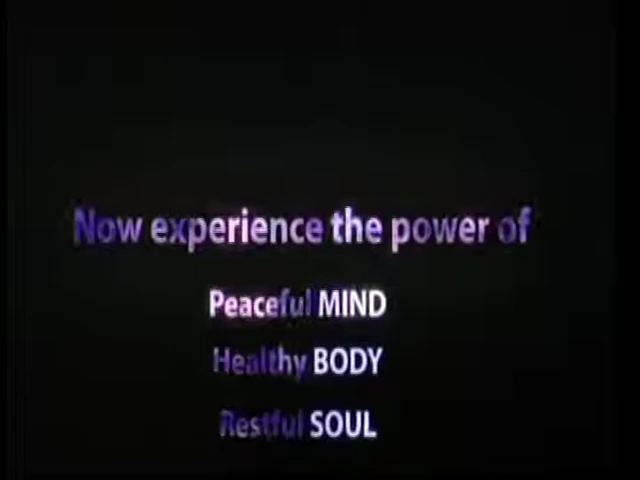 Now experience the power of
Peaceful MIND
Healthy BODY
Restful SOUL